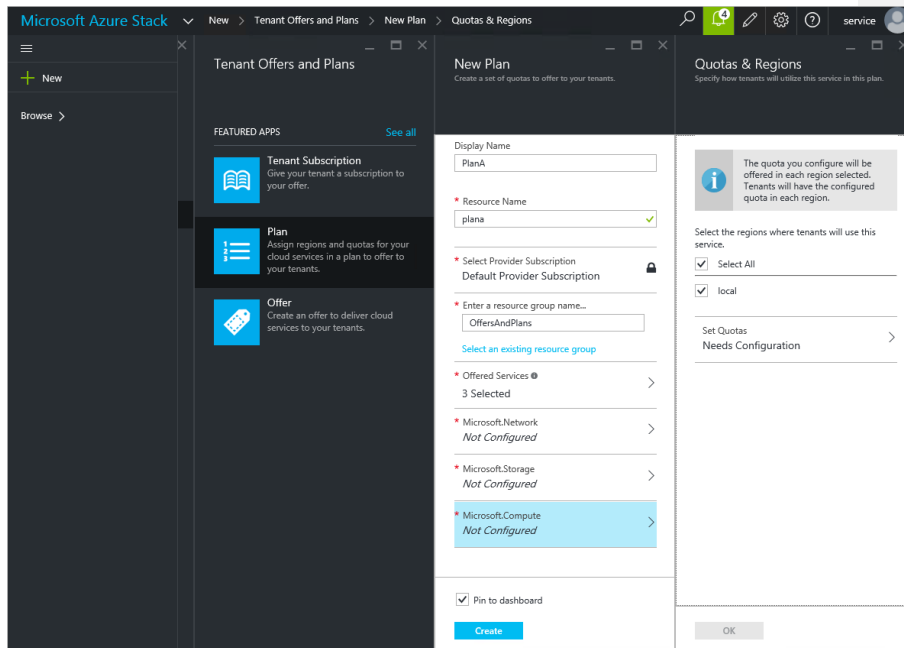 Microsoft Azure Stack New > Tenant Offers and Plans > New Plan > Quotas & Regions 4 service
New
Browse >
Tenant Offers and Plans
FEATURED APPS See all
Tenant Subscription
Give your tenant a subscription to
your offer.
Plan
Assign regions and quotas for your
cloud services in a plan to offer to
your tenants.
Offer
Create an offer to deliver cloud
services to your tenants.
New Plan
Create a set of quotas to offer to your tenants.
Display Name
PlanA
* Resource Name
plana
* Select Provider Subscription
Default Provider Subscription
* Enter a resource group name...
OffersAndPlans
Select an existing resource group
* Offered Services
3 Selected
* Microsoft.Network
Not Configured
* Microsoft.Storage
Not Configured
* Microsoft.Compute
Not Configured
Pin to dashboard
Create
Quotas & Regions
Specify how tenants will utilize this service in this plan.
The quota you configure will be
offered in each region selected.
Tenants will have the configured
quota in each region.
Select the regions where tenants will use this
service.
Select All
local
Set Quotas
Needs Configuration
OK